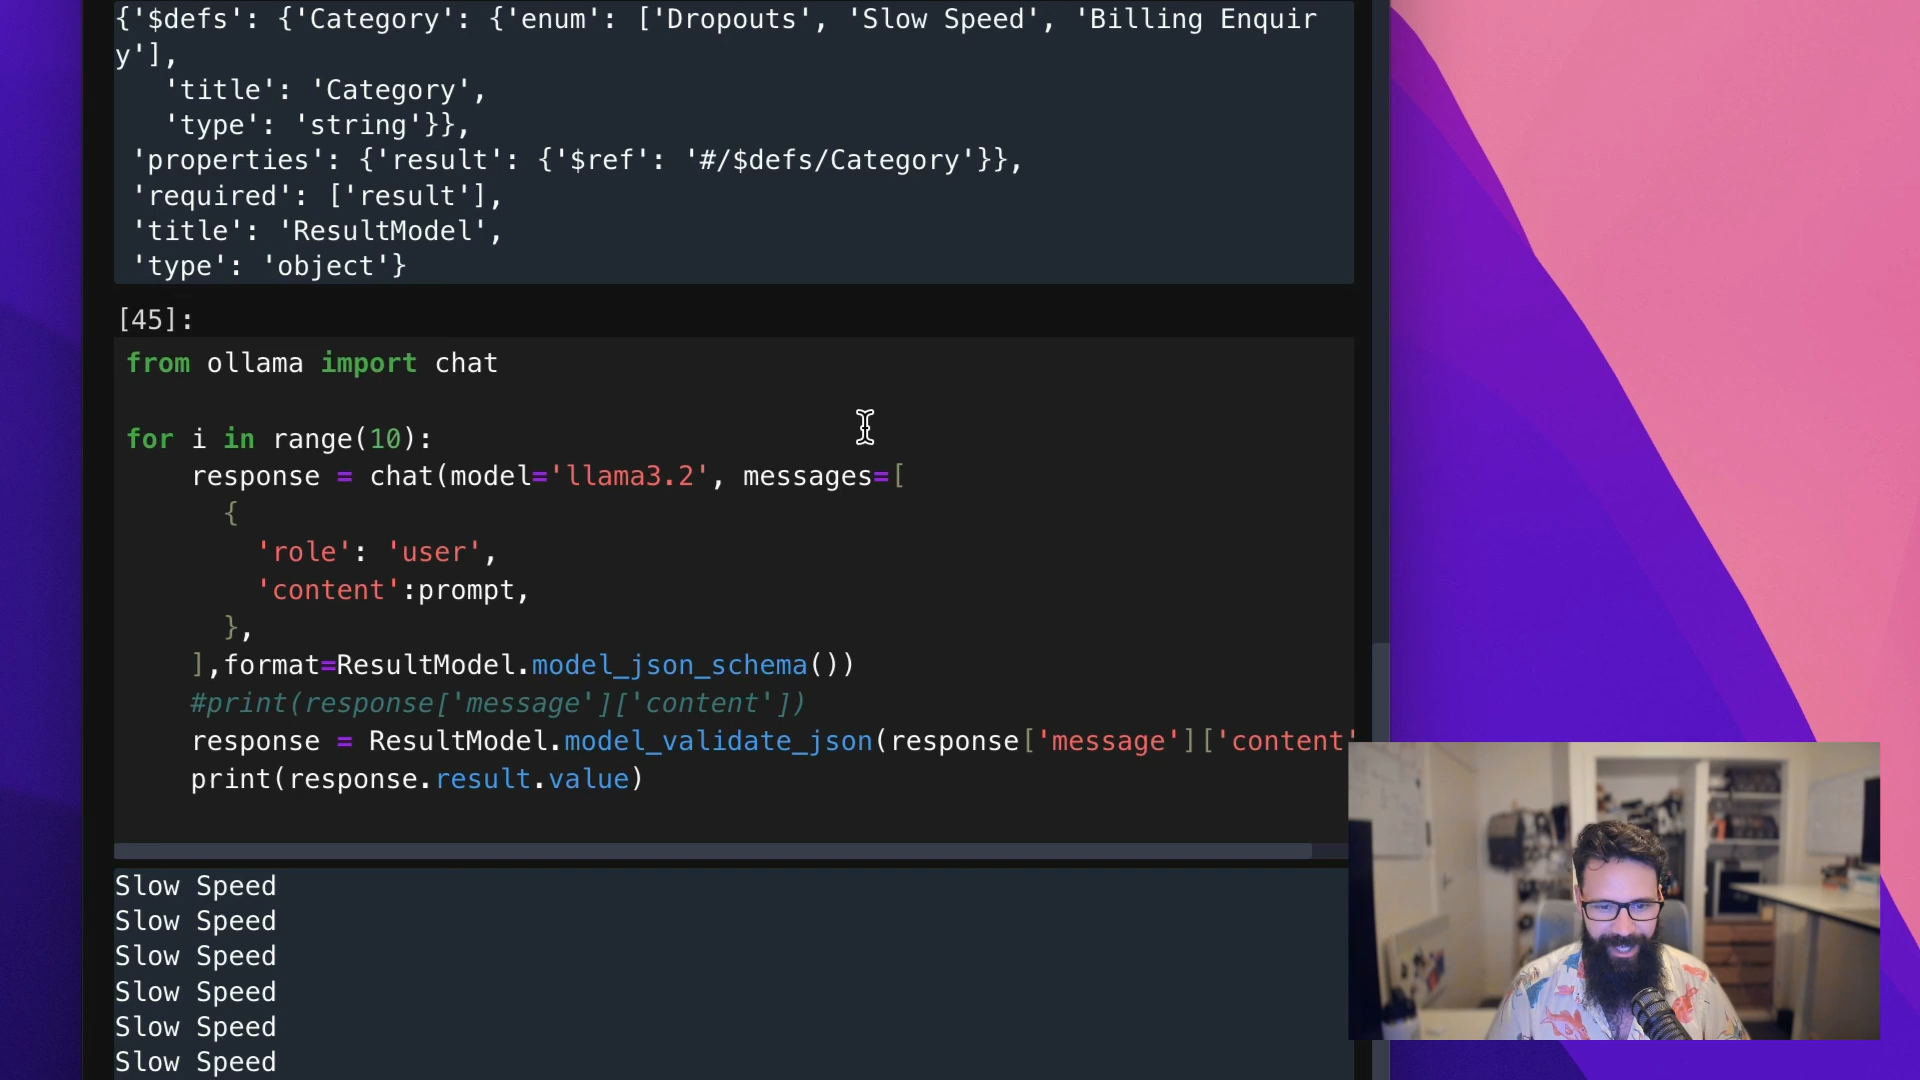 {'$defs': {'Category': {'enum': ['Dropouts', 'Slow Speed', 'Billing Enquir
y'],
   'title': 'Category',
   'type': 'string'}},
 'properties': {'result': {'$ref': '#/$defs/Category'}},
 'required': ['result'],
 'title': 'ResultModel',
 'type': 'object'}
[45]:
from ollama import chat
for i in range(10):
    response = chat(model='llama3.2', messages=[
      {
        'role': 'user',
        'content':prompt,
      },
    ],format=ResultModel.model_json_schema())
    #print(response['message']['content'])
    response = ResultModel.model_validate_json(response['message']['content'
    print(response.result.value)
Slow Speed
Slow Speed
Slow Speed
Slow Speed
Slow Speed
Slow Speed